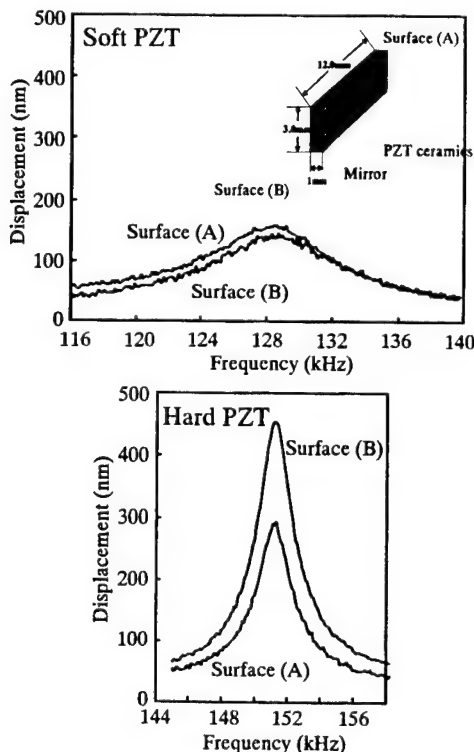 Soft PZT
Surface (A)
12.0mm
3.0mm
1mm
PZT ceramics
Mirror
Surface (B)
Surface (A)
Surface (B)
Displacement (nm)
500
400
300
200
100
0
116 120 124 128 132 136 140
Frequency (kHz)
Hard PZT
Surface (B)
Surface (A)
Displacement (nm)
500
400
300
200
100
0
144 148 152 156
Frequency (kHz)